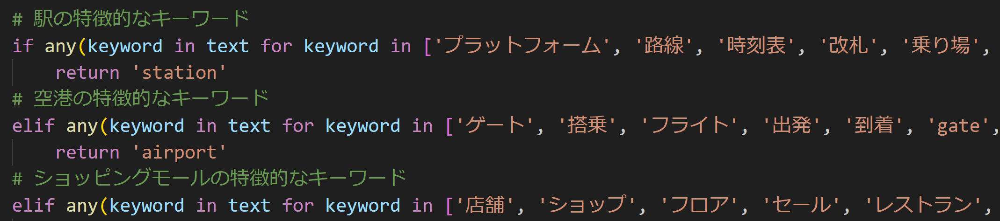 # 駅の特徴的なキーワード
if any(keyword in text for keyword in ['プラットフォーム', '路線', '時刻表', '改札', '乗り場',
    return 'station'
# 空港の特徴的なキーワード
elif any(keyword in text for keyword in ['ゲート', '搭乗', 'フライト', '出発', '到着', 'gate',
    return 'airport'
# ショッピングモールの特徴的なキーワード
elif any(keyword in text for keyword in ['店舗', 'ショップ', 'フロア', 'セール', 'レストラン',